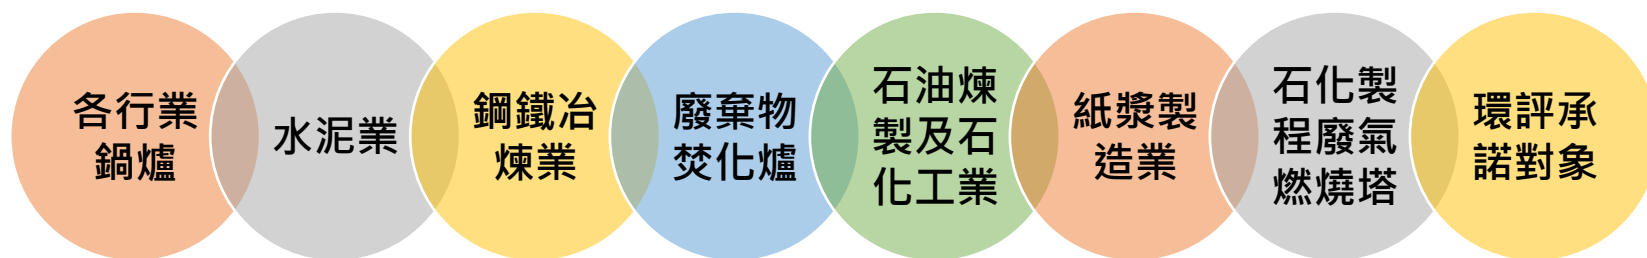 各行業
鍋爐
水泥業
鋼鐵冶
煉業
廢棄物
焚化爐
石油煉
製及石
化工業
紙漿製
造業
石化製
程廢氣
燃燒塔
環評承
諾對象